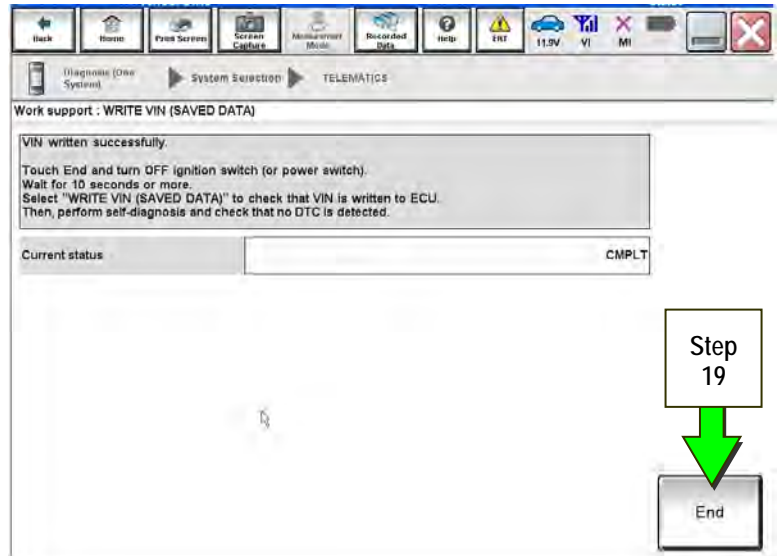 Back
Home
Print Screen
Screen
Capture
Measurement
Mode
Recorded
Data
Help
ERT
11.9V
VI
MI
Diagnosis (One
System)
System Selection
TELEMATICS
Work support : WRITE VIN (SAVED DATA)
VIN written successfully.
Touch End and turn OFF ignition switch (or power switch).
Wait for 10 seconds or more.
Select "WRITE VIN (SAVED DATA)" to check that VIN is written to ECU.
Then, perform self-diagnosis and check that no DTC is detected.
Current status
CMPLT
Step
19
End